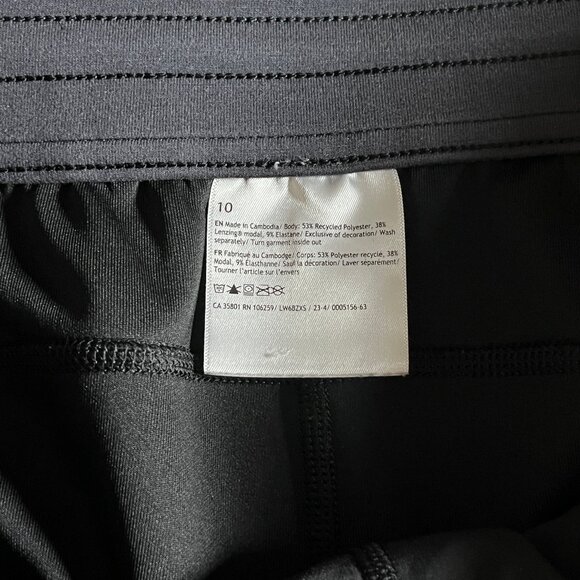 10
EN Made in Cambodia/ Body: 53% Recycled Polyester, 38%
Lenzing® modal, 9% Elastane/ Exclusive of decoration/ Wash
separately/ Turn garment inside out
FR Fabriqué au Cambodge/ Corps: 53% Polyester recyclé, 38%
Modal, 9% Élasthanne/ Sauf la décoration/ Laver separément/
Tourner l'article sur l'envers
CA 35801 RN 106259/ LW6BZXS / 23-4/ 0005156-63